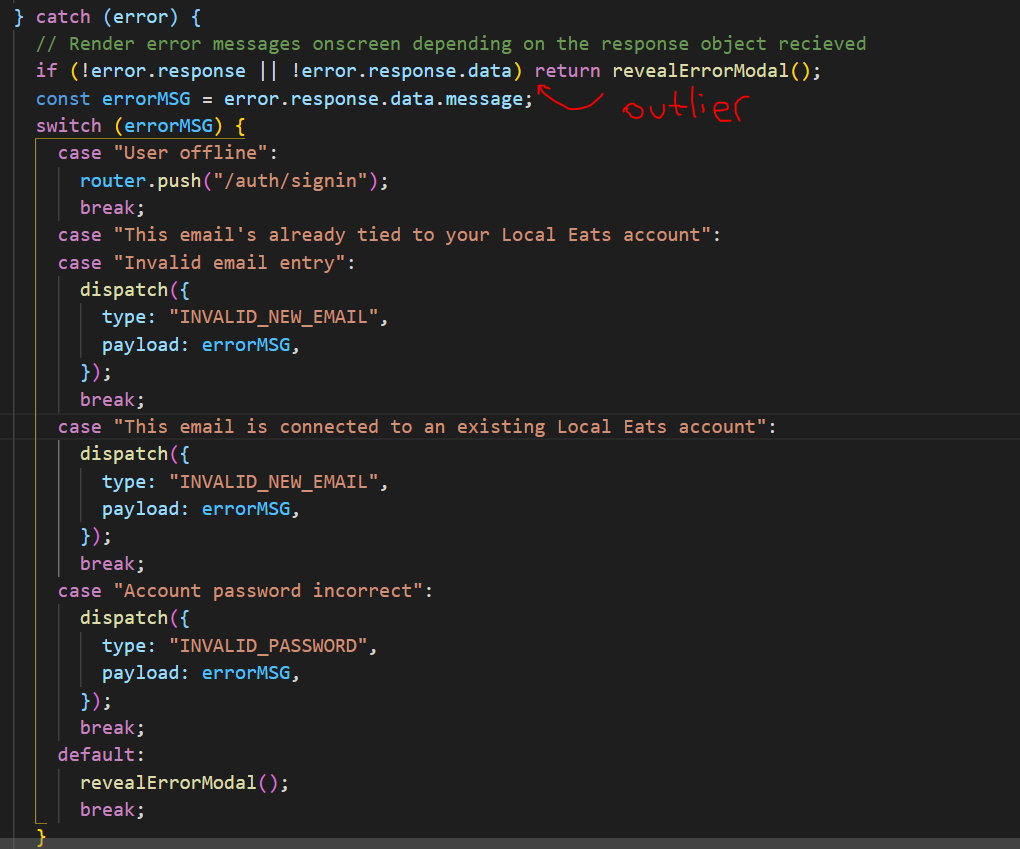 } catch (error) {
// Render error messages onscreen depending on the response object recieved
if (!error.response || !error.response.data) return revealErrorModal();
const errorMSG = error.response.data.message;
outlier
switch (errorMSG) {
case "User offline":
router.push("/auth/signin");
break;
case "This email's already tied to your Local Eats account":
case "Invalid email entry":
dispatch({
type: "INVALID_NEW_EMAIL",
payload: errorMSG,
});
break;
case "This email is connected to an existing Local Eats account":
dispatch({
type: "INVALID_NEW_EMAIL",
payload: errorMSG,
});
break;
case "Account password incorrect":
dispatch({
type: "INVALID_PASSWORD",
payload: errorMSG,
});
break;
default:
revealErrorModal();
break;
}